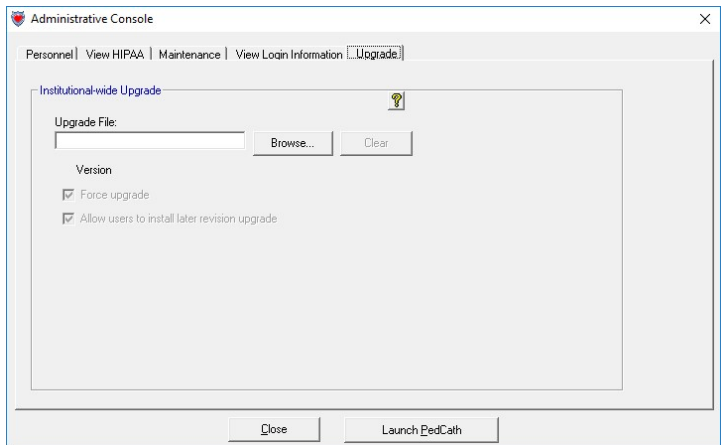 Administrative Console
Personnel View HIPAA Maintenance View Login Information Upgrade
Institutional-wide Upgrade
?
Upgrade File:
Browse... Clear
Version
Force upgrade
Allow users to install later revision upgrade
Close Launch PedCath